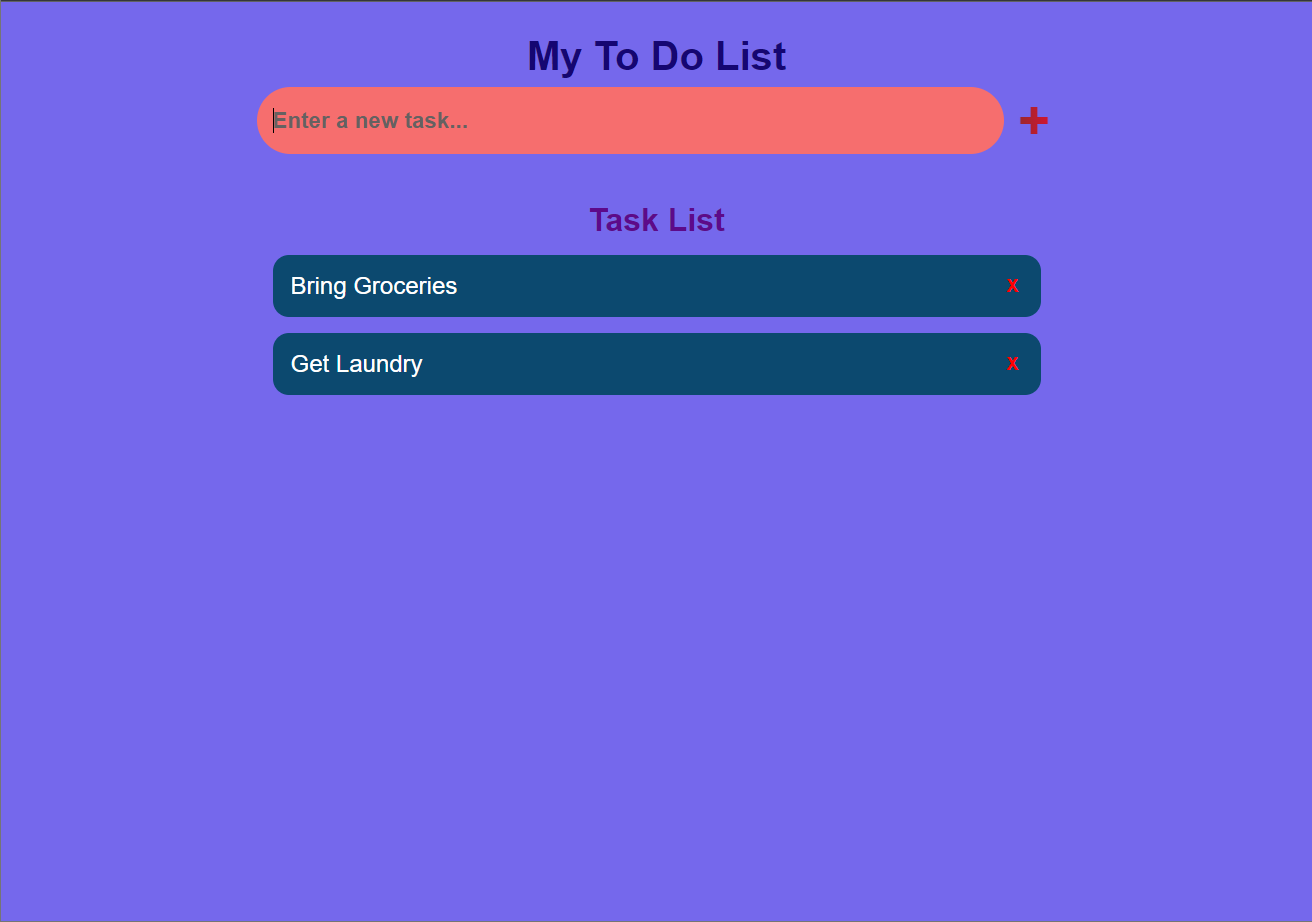 My To Do List
Enter a new task...
+
Task List
Bring Groceries x
Get Laundry x